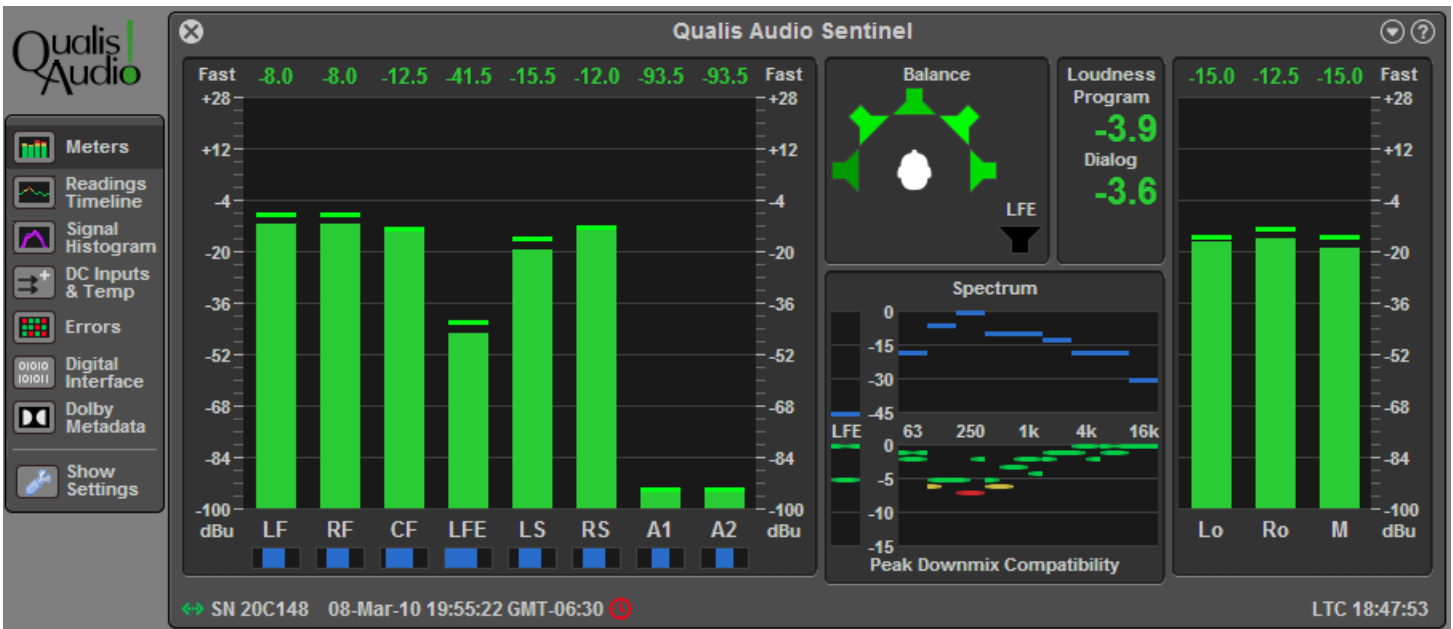 Qualis
Audio
Meters
Readings
Timeline
Signal
Histogram
DC Inputs
& Temp
Errors
01010
101011
Digital
Interface
Dolby
Metadata
Show
Settings
Qualis Audio Sentinel
?
Fast -8.0 -8.0 -12.5 -41.5 -15.5 -12.0 -93.5 -93.5 Fast
+28 +28
+12 +12
-4 -4
-20 -20
-36 -36
-52 -52
-68 -68
-84 -84
-100 -100
dBu LF RF CF LFE LS RS A1 A2 dBu
Balance
LFE
Loudness
Program
-3.9
Dialog
-3.6
Spectrum
0
-15
-30
-45
LFE 63 250 1k 4k 16k
0
-5
-10
-15
Peak Downmix Compatibility
-15.0 -12.5 -15.0 Fast
+28
+12
-4
-20
-36
-52
-68
-84
-100
Lo Ro M dBu
SN 20C148 08-Mar-10 19:55:22 GMT-06:30
LTC 18:47:53